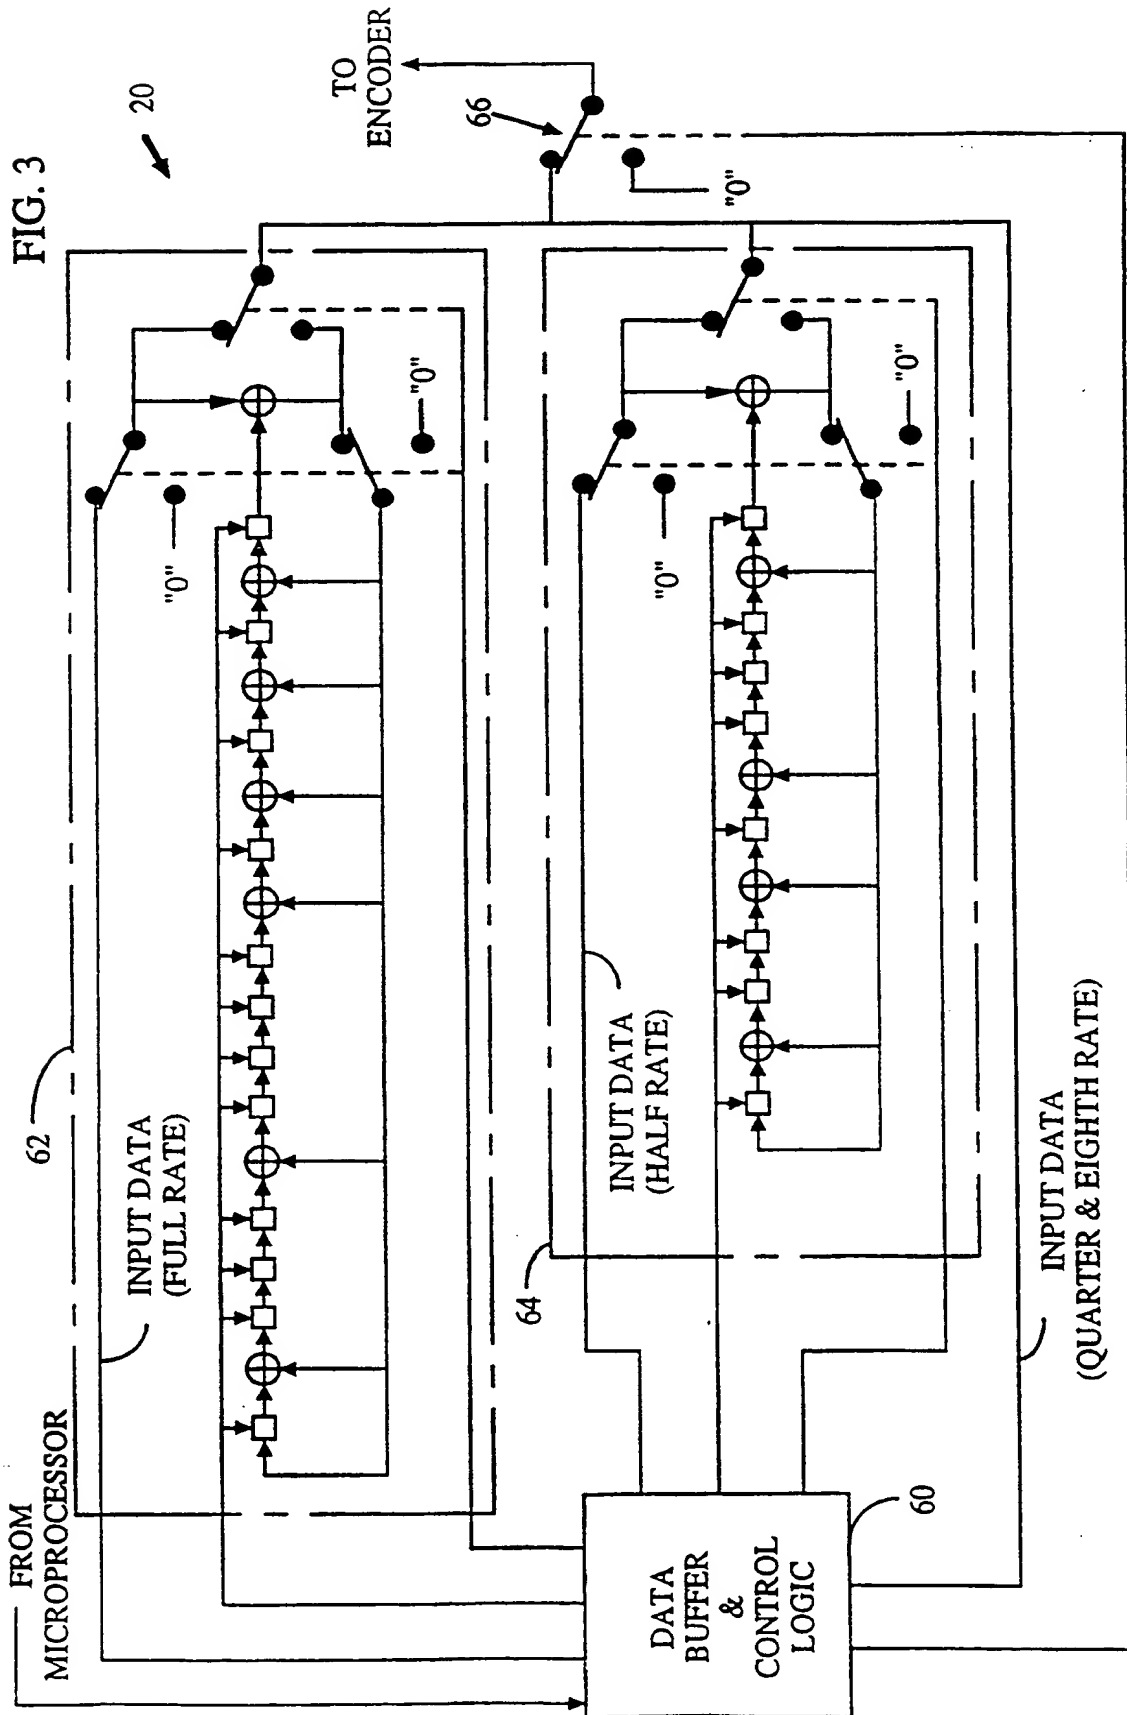 FIG. 3
20
FROM
MICROPROCESSOR
62
INPUT DATA
(FULL RATE)
"0"
"0"
TO
ENCODER
66
"0"
64
INPUT DATA
(HALF RATE)
"0"
"0"
DATA
BUFFER
&
CONTROL
LOGIC
60
INPUT DATA
(QUARTER & EIGHTH RATE)